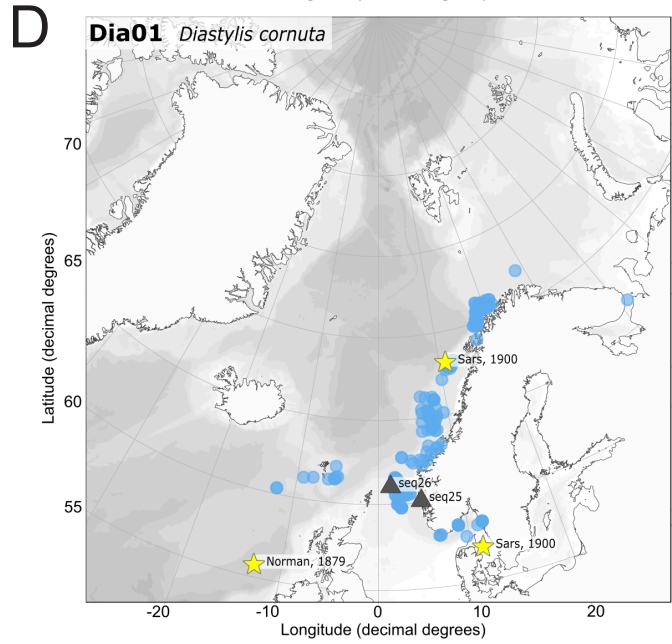 D
Dia01 Diastylis cornuta
70
65
60
55
Latitude (decimal degrees)
Sars, 1900
seq26
seq25
Sars, 1900
Norman, 1879
-20 -10 0 10 20
Longitude (decimal degrees)